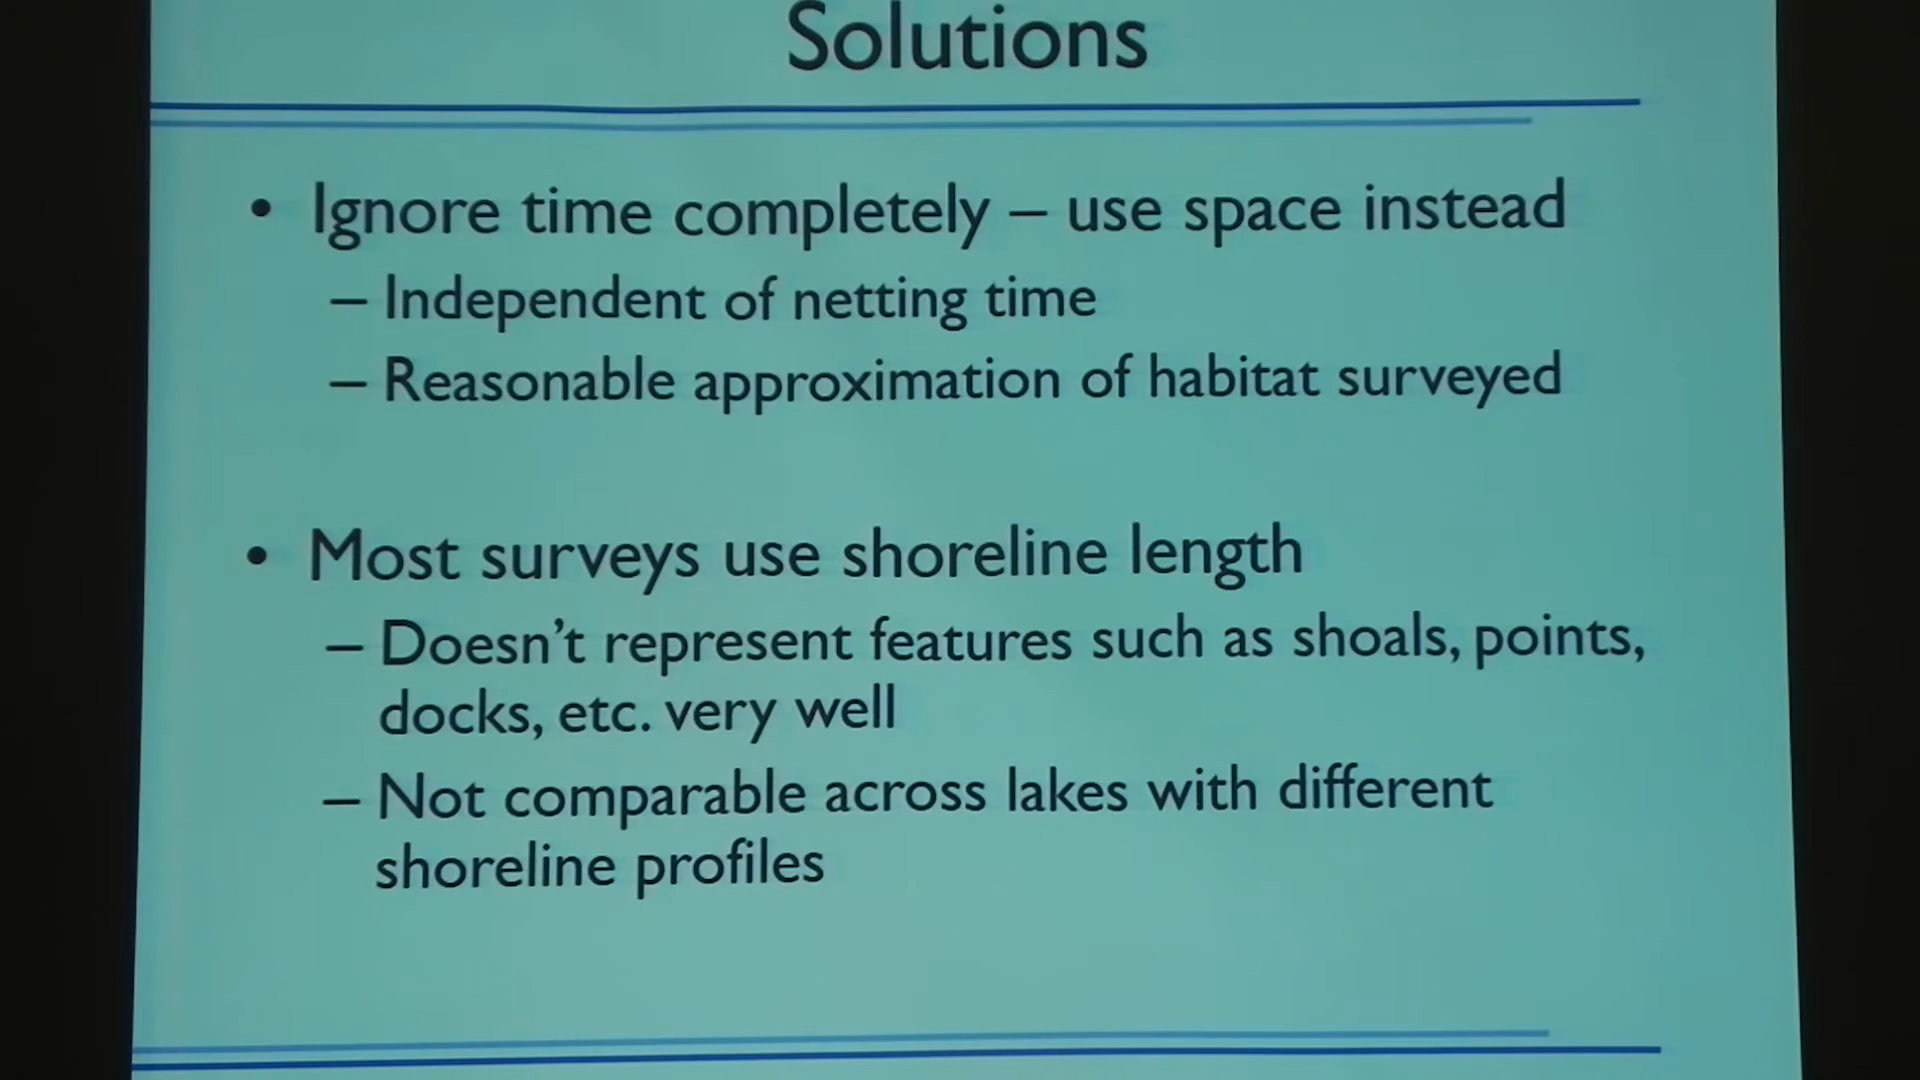 Solutions
• Ignore time completely – use space instead
– Independent of netting time
– Reasonable approximation of habitat surveyed
• Most surveys use shoreline length
– Doesn't represent features such as shoals, points,
docks, etc. very well
– Not comparable across lakes with different
shoreline profiles